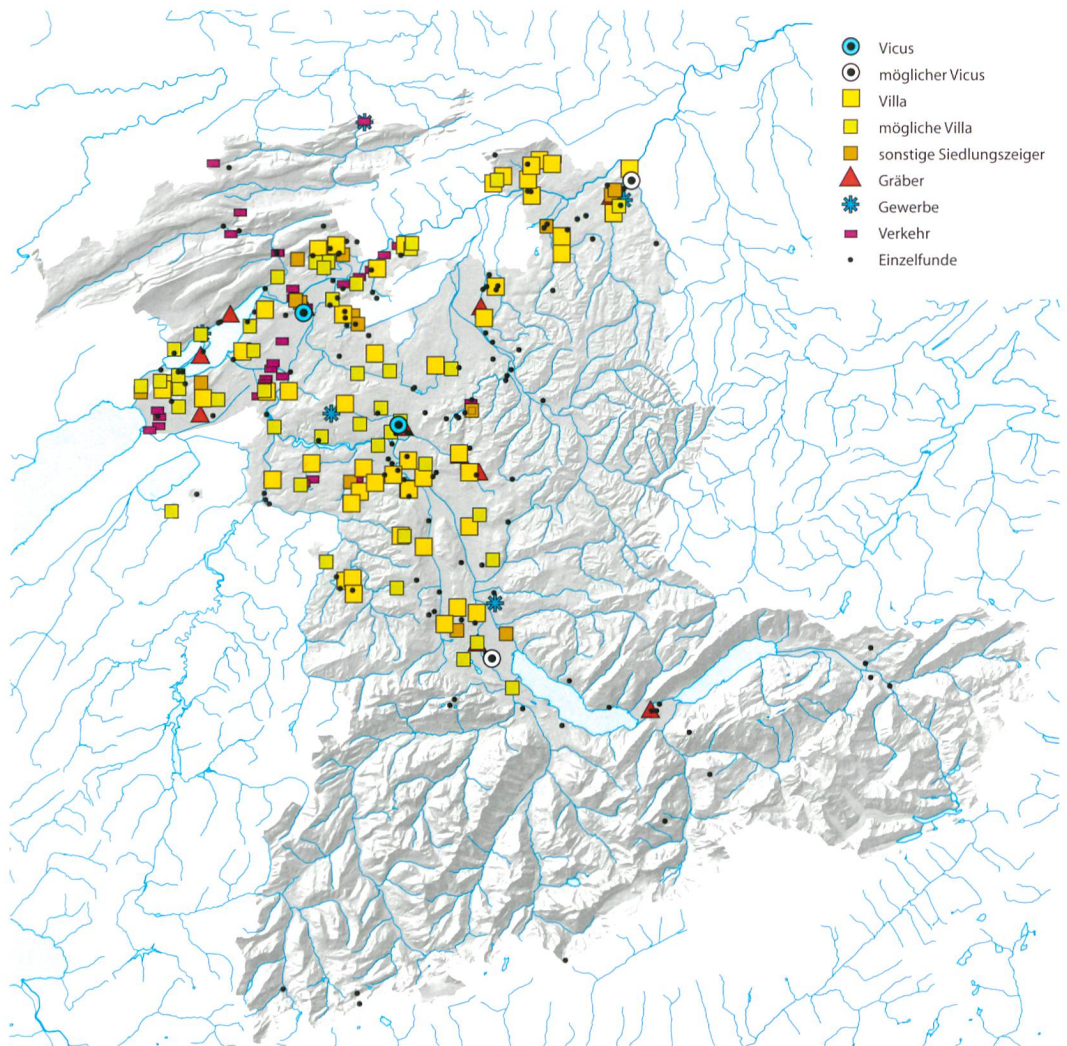 Vicus
möglicher Vicus
Villa
mögliche Villa
sonstige Siedlungszeiger
Gräber
Gewerbe
Verkehr
Einzelfunde